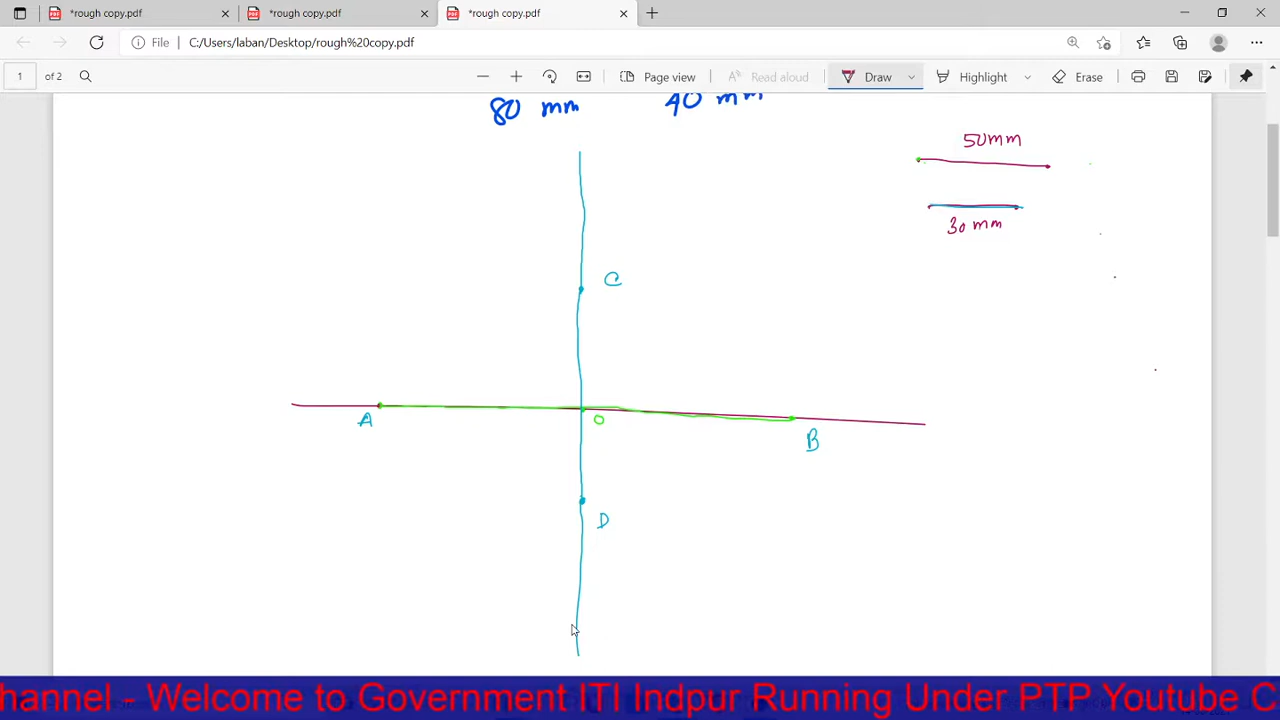 *rough copy.pdf
*rough copy.pdf
*rough copy.pdf
File
C:/Users/laban/Desktop/rough%20copy.pdf
1
of 2
Page view
Read aloud
Draw
Highlight
Erase
80 mm
40 mm
50mm
30 mm
C
A
O
B
D
hannel - Welcome to Government ITI Indpur Running Under PTP Youtube C